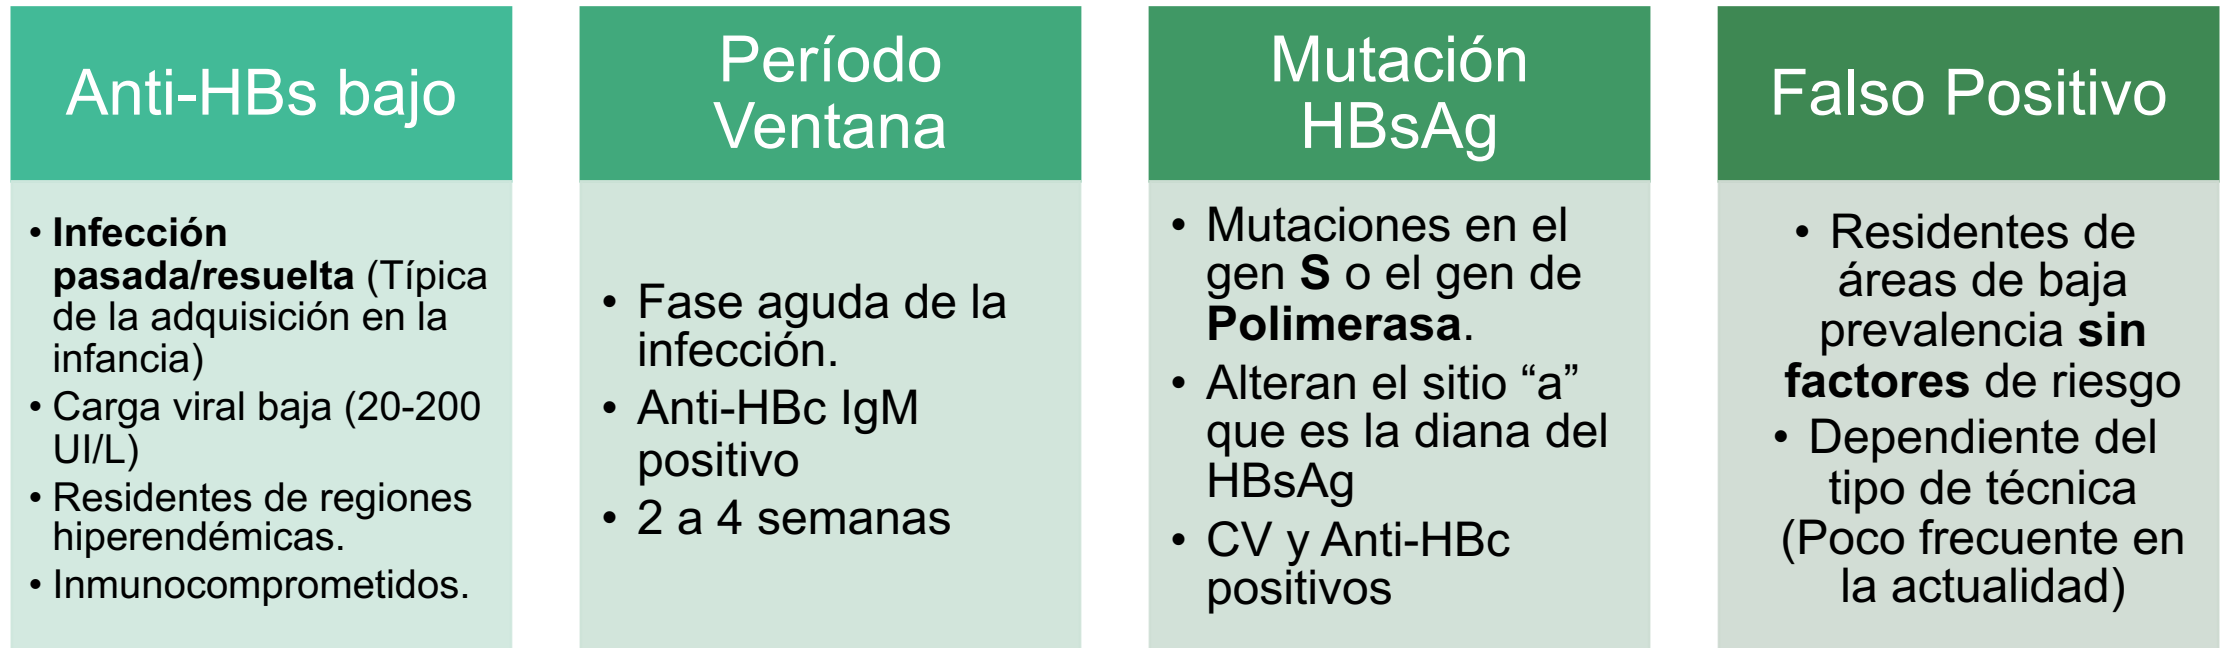 Anti-HBs bajo
• Infección
pasada/resuelta (Típica
de la adquisición en la
infancia)
• Carga viral baja (20-200
UI/L)
• Residentes de regiones
hiperendémicas.
• Inmunocomprometidos.
Período
Ventana
• Fase aguda de la
infección.
• Anti-HBc IgM
positivo
• 2 a 4 semanas
Mutación
HBsAg
• Mutaciones en el
gen S o el gen de
Polimerasa.
• Alteran el sitio “a”
que es la diana del
HBsAg
• CV y Anti-HBc
positivos
Falso Positivo
• Residentes de
áreas de baja
prevalencia sin
factores de riesgo
• Dependiente del
tipo de técnica
(Poco frecuente en
la actualidad)